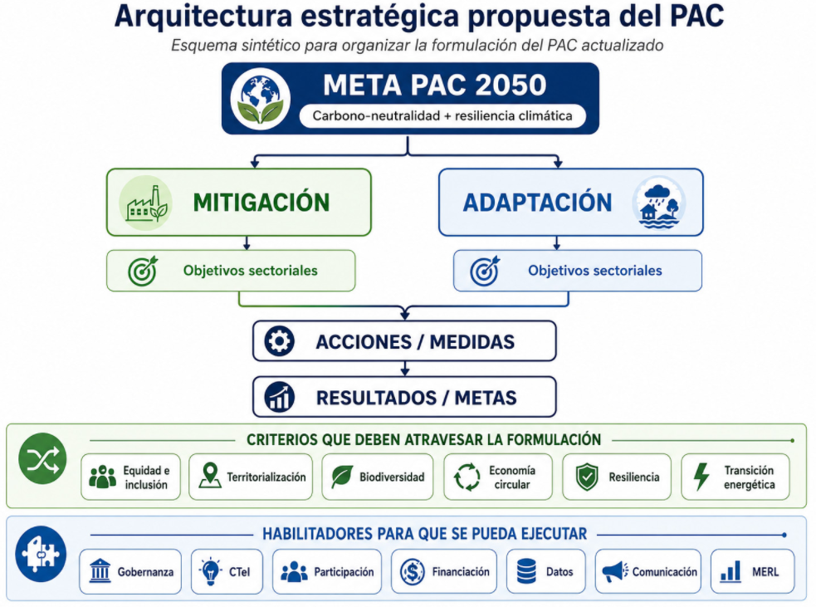 Arquitectura estratégica propuesta del PAC
Esquema sintético para organizar la formulación del PAC actualizado
META PAC 2050
Carbono-neutralidad + resiliencia climática
MITIGACIÓN
ADAPTACIÓN
Objetivos sectoriales
Objetivos sectoriales
ACCIONES / MEDIDAS
RESULTADOS / METAS
CRITERIOS QUE DEBEN ATRAVESAR LA FORMULACIÓN
Equidad e
inclusión
Territorialización
Biodiversidad
Economía
circular
Resiliencia
Transición
energética
HABILITADORES PARA QUE SE PUEDA EJECUTAR
Gobernanza
CTeI
Participación
Financiación
Datos
Comunicación
MERL